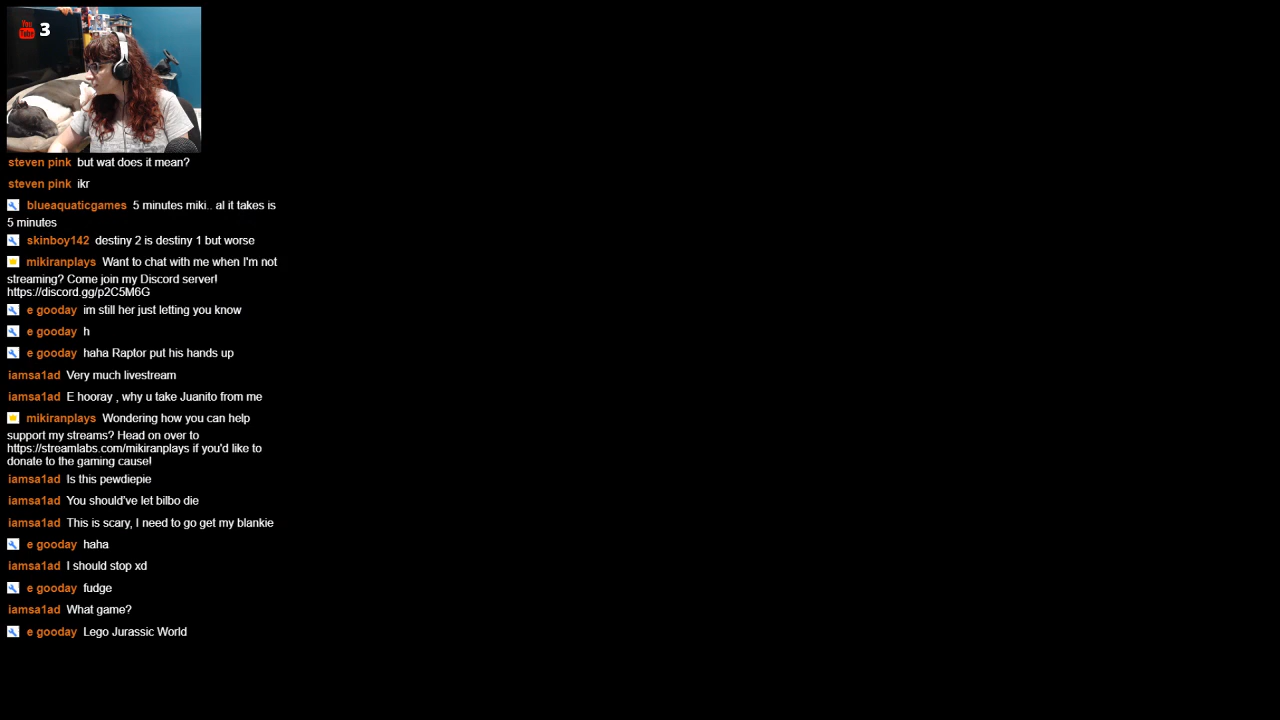 You
Tube 3
steven pink but wat does it mean?
steven pink ikr
blueaquaticgames 5 minutes miki.. al it takes is
5 minutes
skinboy142 destiny 2 is destiny 1 but worse
mikiranplays Want to chat with me when I'm not
streaming? Come join my Discord server!
https://discord.gg/p2C5M6G
e gooday im still her just letting you know
e gooday h
e gooday haha Raptor put his hands up
iamsa1ad Very much livestream
iamsa1ad E hooray , why u take Juanito from me
mikiranplays Wondering how you can help
support my streams? Head on over to
https://streamlabs.com/mikiranplays if you'd like to
donate to the gaming cause!
iamsa1ad Is this pewdiepie
iamsa1ad You should've let bilbo die
iamsa1ad This is scary, I need to go get my blankie
e gooday haha
iamsa1ad I should stop xd
e gooday fudge
iamsa1ad What game?
e gooday Lego Jurassic World